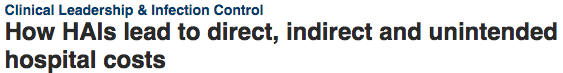 Clinical Leadership & Infection Control
How HAIs lead to direct, indirect and unintended
hospital costs